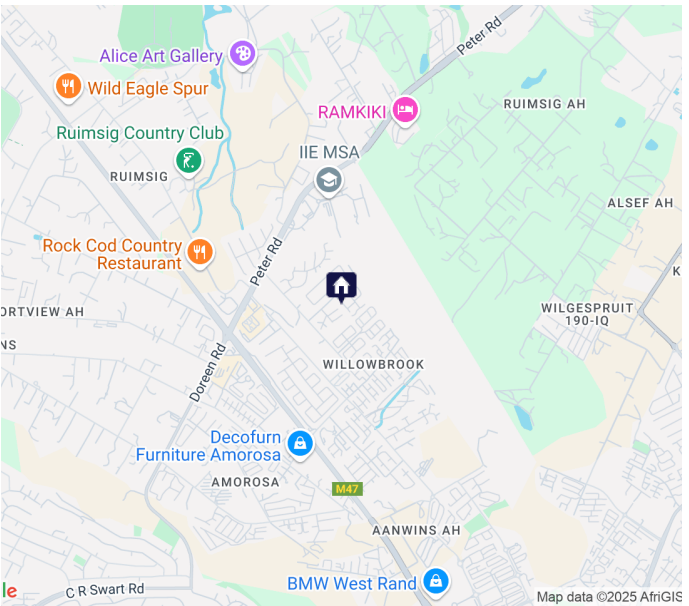 Peter Rd
Alice Art Gallery
Wild Eagle Spur
RUIMSIG AH
RAMKIKI
Ruimsig Country Club
IIE MSA
RUIMSIG
ALSEF AH
Rock Cod Country
Restaurant
Peter Rd
K
ORTVIEW AH
WILGESPRUIT
190-IQ
NS
Doreen Rd
WILLOWBROOK
Decofurn
Furniture Amorosa
AMOROSA
M47
AANWINS AH
BMW West Rand
le
C R Swart Rd
Map data ©2025 AfriGIS